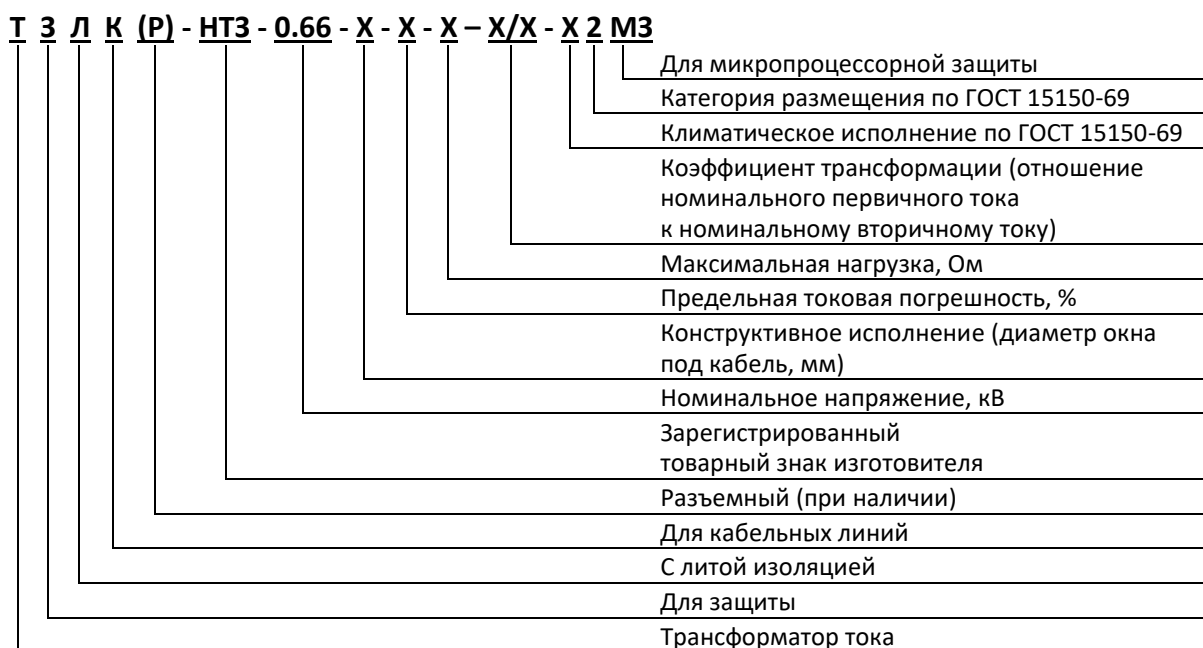 Т З Л К (Р) - НТЗ - 0.66 - Х - Х - Х – Х/Х - Х 2 МЗ
Для микропроцессорной защиты
Категория размещения по ГОСТ 15150-69
Климатическое исполнение по ГОСТ 15150-69
Коэффициент трансформации (отношение
номинального первичного тока
к номинальному вторичному току)
Максимальная нагрузка, Ом
Предельная токовая погрешность, %
Конструктивное исполнение (диаметр окна
под кабель, мм)
Номинальное напряжение, кВ
Зарегистрированный
товарный знак изготовителя
Разъемный (при наличии)
Для кабельных линий
С литой изоляцией
Для защиты
Трансформатор тока